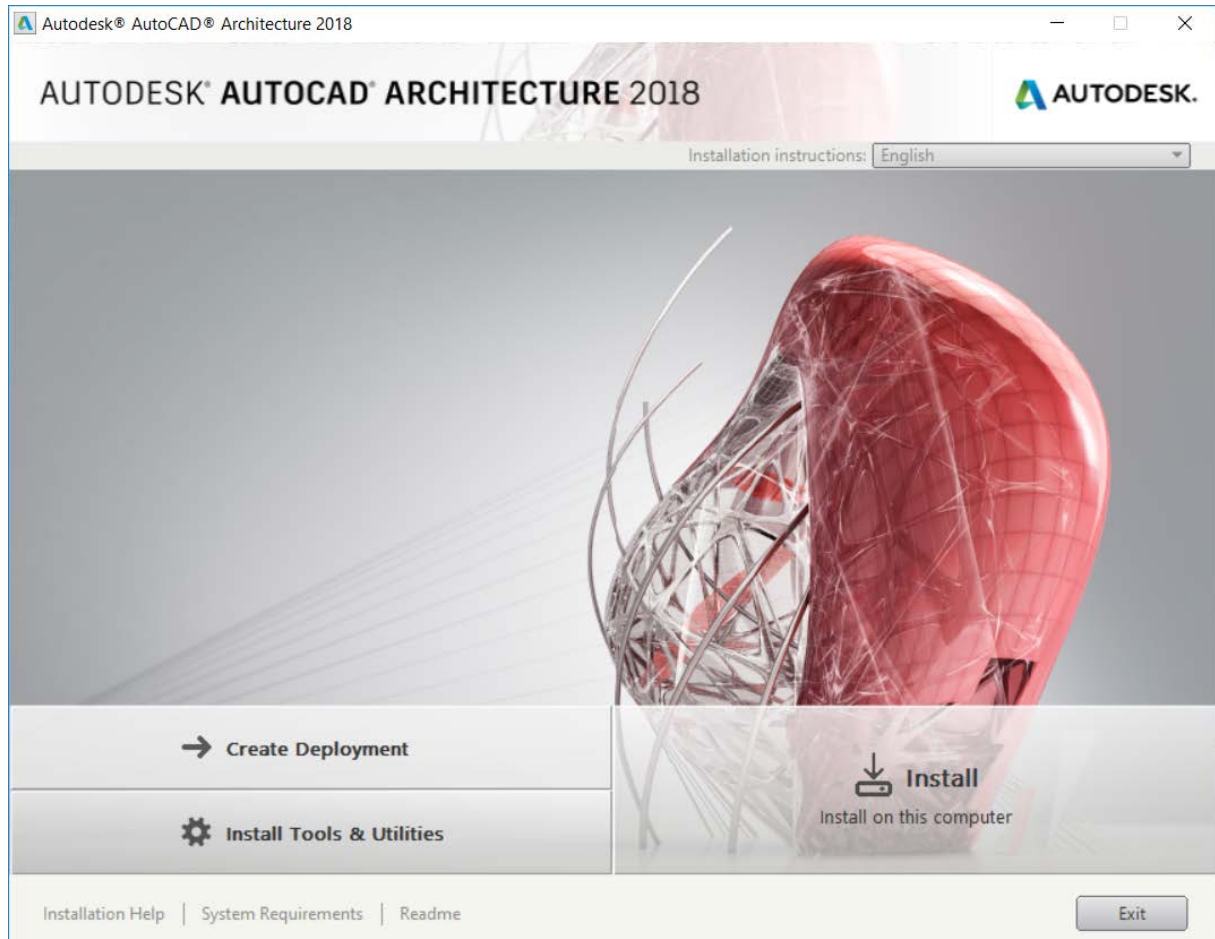 Autodesk® AutoCAD® Architecture 2018
AUTODESK® AUTOCAD® ARCHITECTURE 2018
AUTODESK.
Installation instructions: English
Create Deployment
Install Tools & Utilities
Install
Install on this computer
Installation Help | System Requirements | Readme
Exit